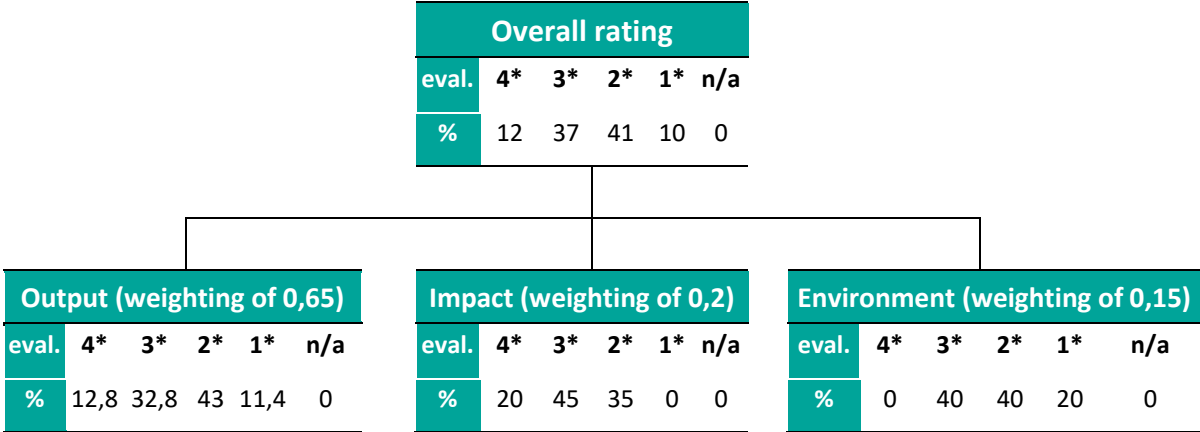 Overall rating
eval. 4* 3* 2* 1* n/a
% 12 37 41 10 0
Output (weighting of 0,65)
eval. 4* 3* 2* 1* n/a
% 12,8 32,8 43 11,4 0
Impact (weighting of 0,2)
eval. 4* 3* 2* 1* n/a
% 20 45 35 0 0
Environment (weighting of 0,15)
eval. 4* 3* 2* 1* n/a
% 0 40 40 20 0